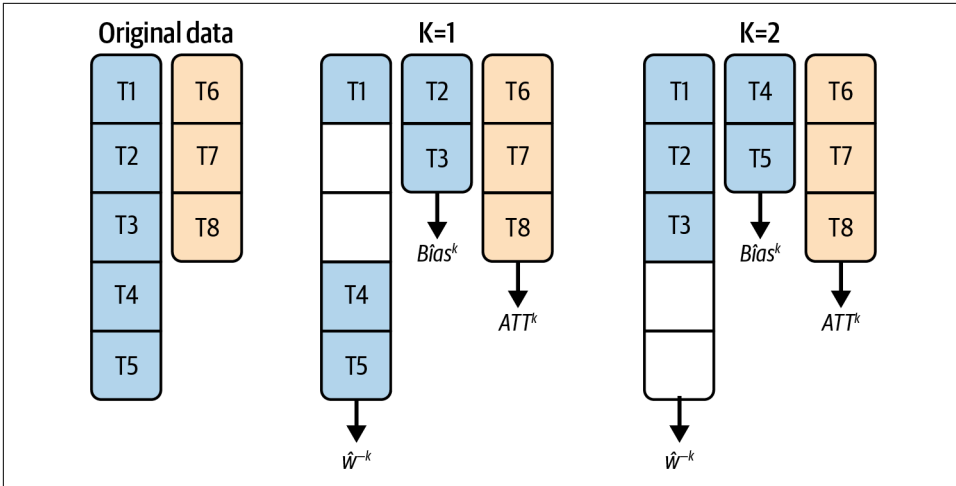 Original data
T1
T2
T3
T4
T5
T6
T7
T8
K=1
T1
T4
T5
ŵ⁻ᵏ
T2
T3
Bîasᵏ
T6
T7
T8
ATTᵏ
K=2
T1
T2
T3
ŵ⁻ᵏ
T4
T5
Bîasᵏ
T6
T7
T8
ATTᵏ